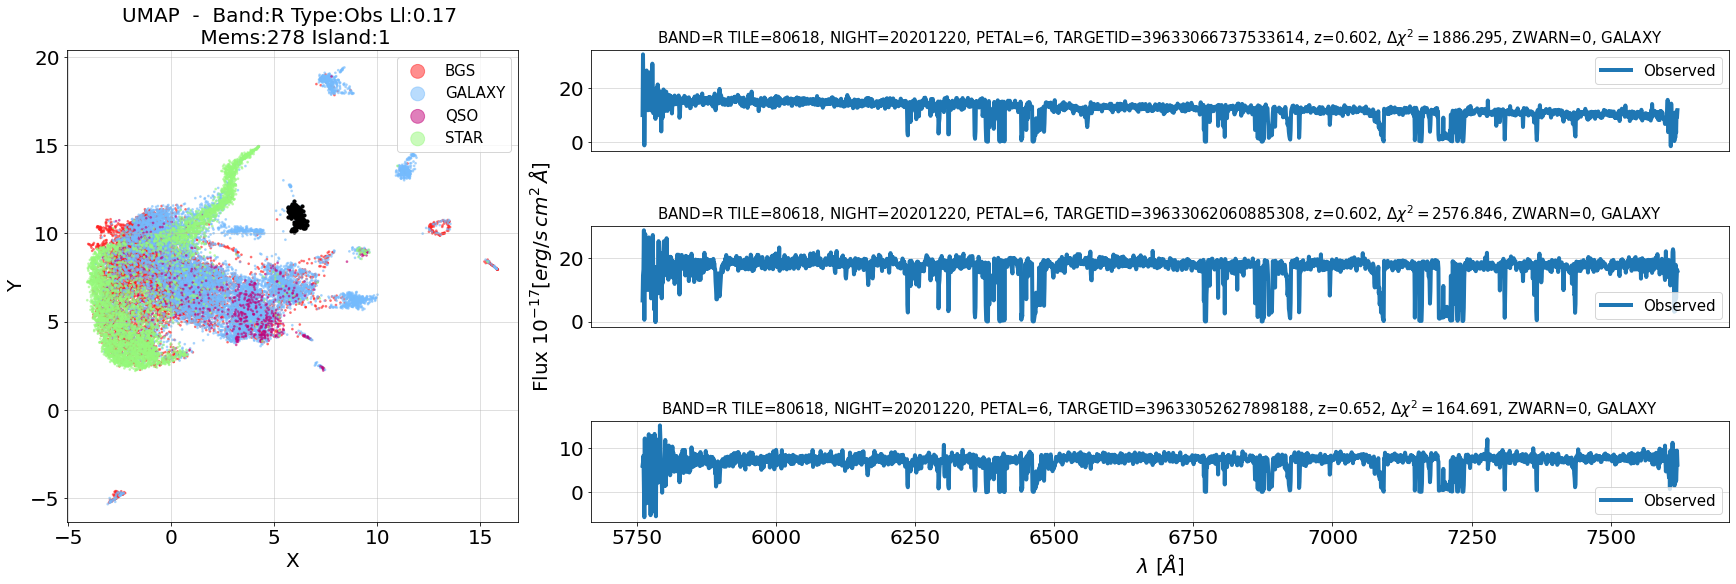 UMAP  -  Band:R Type:Obs Ll:0.17
Mems:278 Island:1
BGS
GALAXY
QSO
STAR
20
15
10
5
0
−5
Y
−5 0 5 10 15
X
Flux 10⁻¹⁷[erg/s cm² Å]
BAND=R TILE=80618, NIGHT=20201220, PETAL=6, TARGETID=39633066737533614, z=0.602, Δχ² = 1886.295, ZWARN=0, GALAXY
Observed
20
0
BAND=R TILE=80618, NIGHT=20201220, PETAL=6, TARGETID=39633062060885308, z=0.602, Δχ² = 2576.846, ZWARN=0, GALAXY
20
0
Observed
BAND=R TILE=80618, NIGHT=20201220, PETAL=6, TARGETID=39633052627898188, z=0.652, Δχ² = 164.691, ZWARN=0, GALAXY
10
0
Observed
5750 6000 6250 6500 6750 7000 7250 7500
λ [Å]